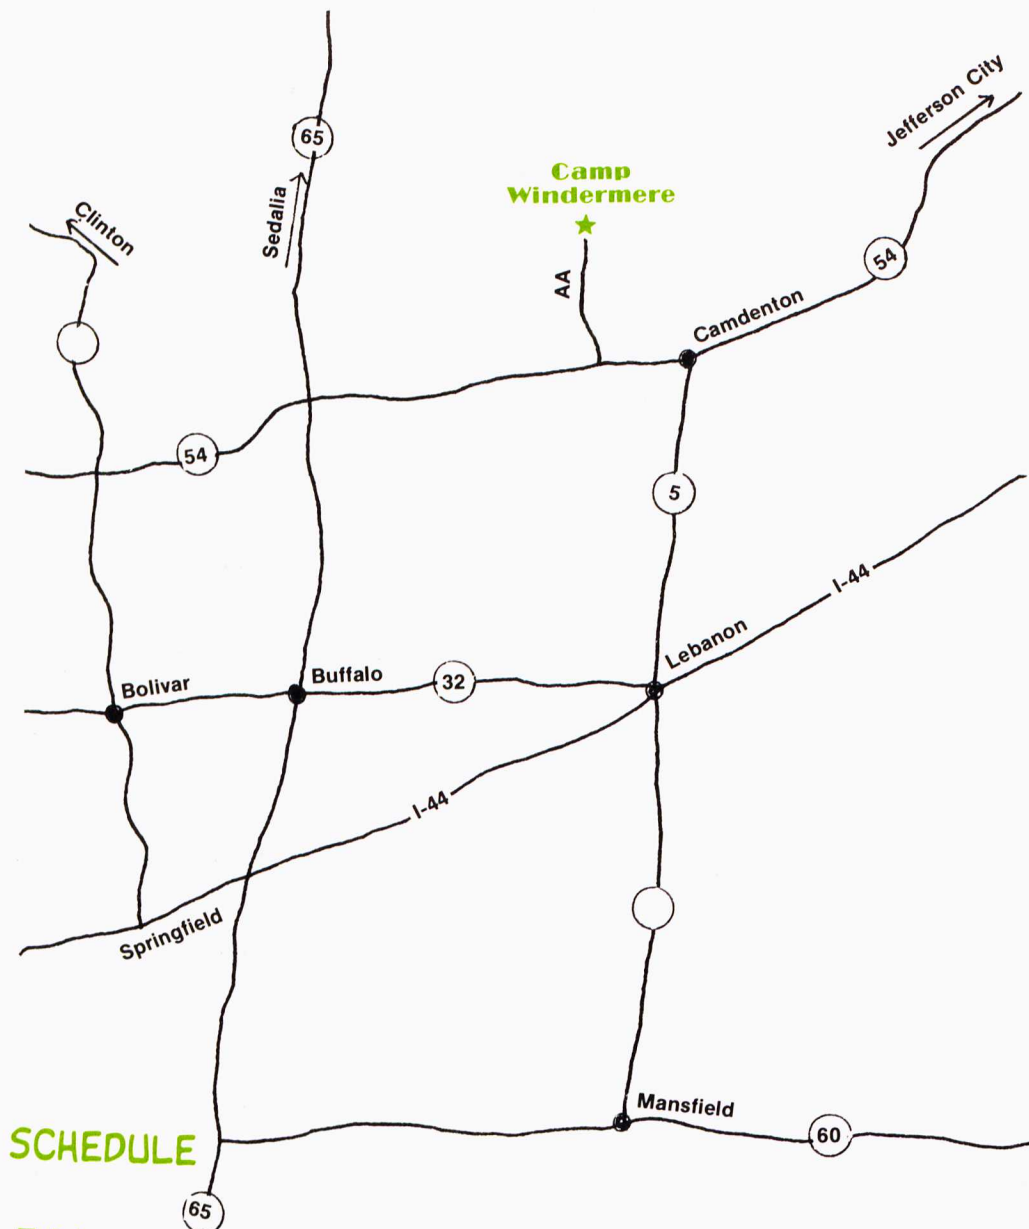 65
Jefferson City
Camp
Windermere
Clinton
Sedalia
54
AA
Camdenton
54
5
I-44
Lebanon
Buffalo
32
Bolivar
I-44
Springfield
Mansfield
SCHEDULE
60
65